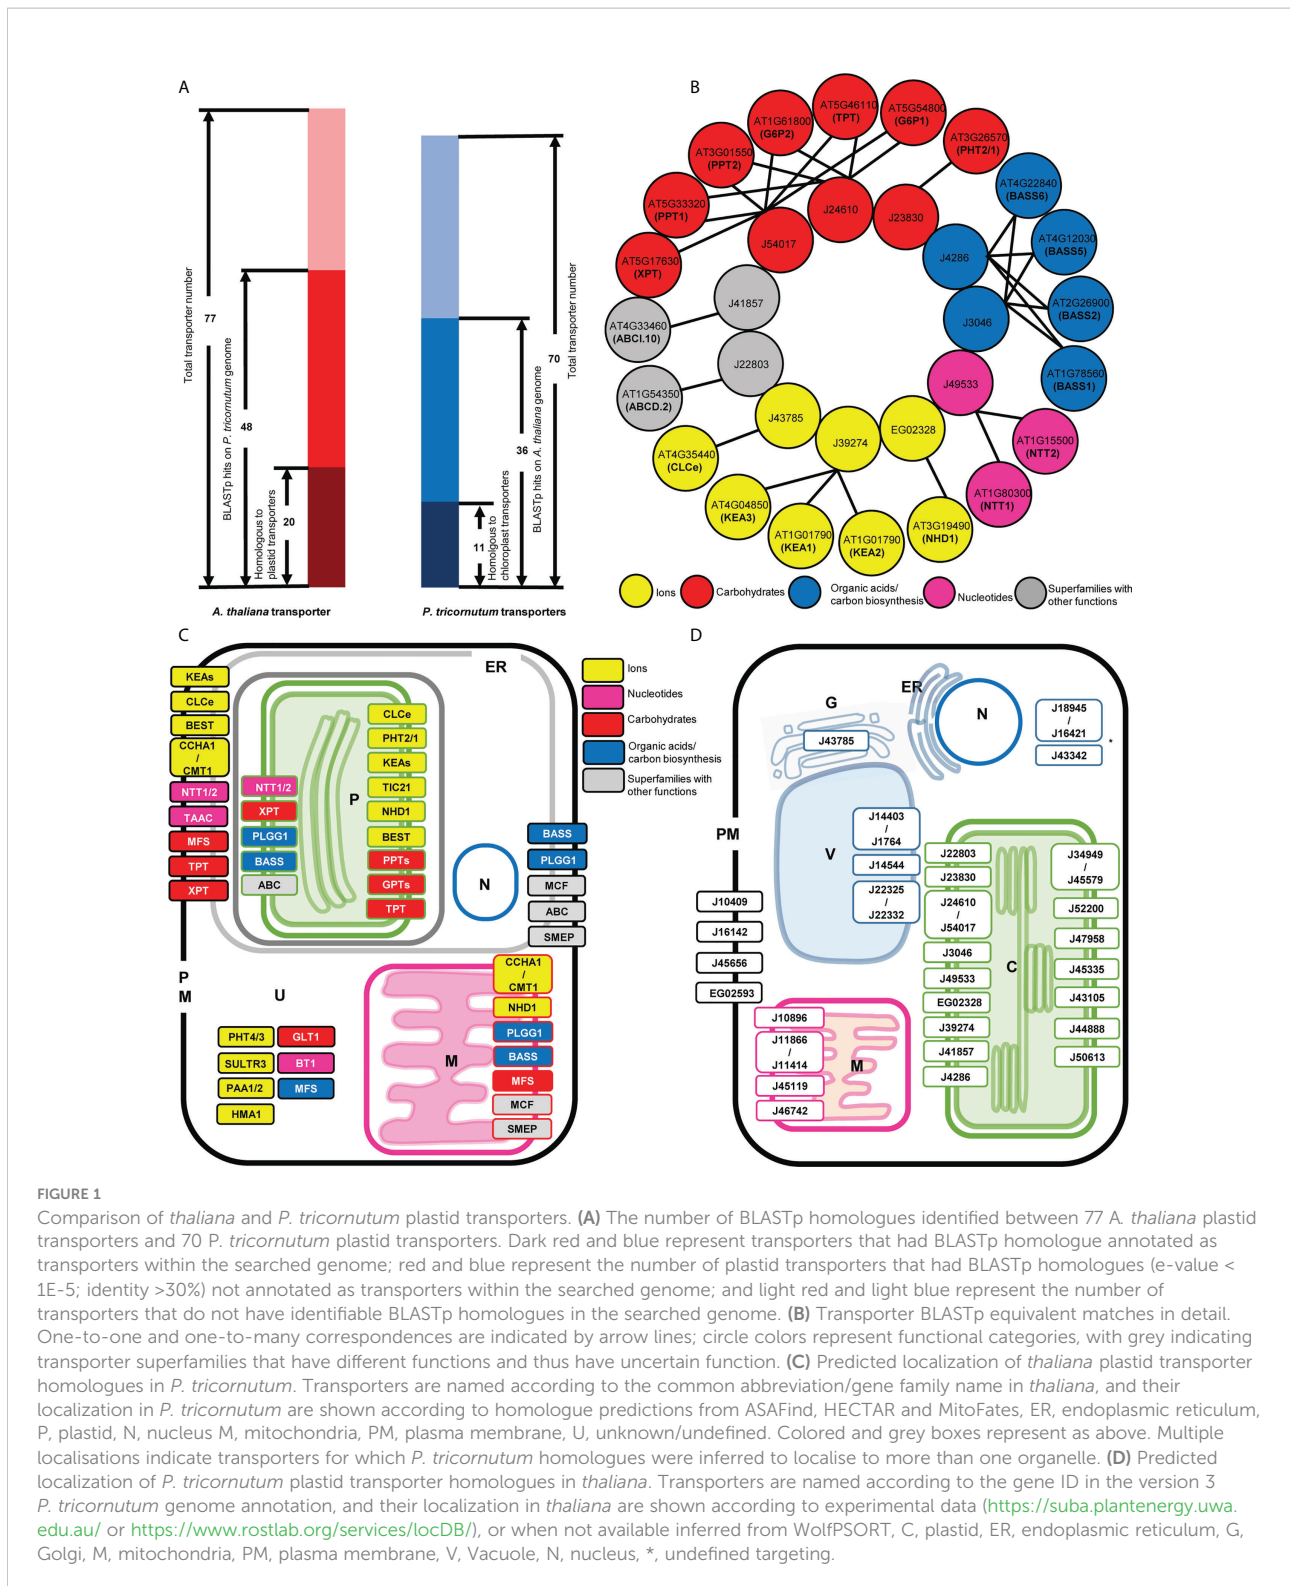 A
Total transporter number
77
BLASTp hits on P. tricornutum genome
48
Homologous to
plastid transporters
20
A. thaliana transporter
Homolgous to
chloroplast transporters
11
BLASTp hits on A. thaliana genome
36
Total transporter number
70
P. tricornutum transporters
B
AT5G46110
(TPT)
AT5G54800
(G6P1)
AT1G61800
(G6P2)
AT3G26570
(PHT2/1)
AT3G01550
(PPT2)
AT4G22840
(BASS6)
AT5G33320
(PPT1)
AT4G12030
(BASS5)
AT5G17630
(XPT)
AT2G26900
(BASS2)
AT4G33460
(ABCI.10)
AT1G78560
(BASS1)
AT1G54350
(ABCD.2)
AT1G15500
(NTT2)
AT4G35440
(CLCe)
AT1G80300
(NTT1)
AT4G04850
(KEA3)
AT3G19490
(NHD1)
AT1G01790
(KEA1)
AT1G01790
(KEA2)
J24610
J23830
J54017
J4286
J41857
J3046
J22803
J49533
J43785
J39274
EG02328
Ions
Carbohydrates
Organic acids/
carbon biosynthesis
Nucleotides
Superfamilies with
other functions
C
ER
KEAs
CLCe
BEST
CCHA1
/
CMT1
NTT1/2
TAAC
MFS
TPT
XPT
P
M
NTT1/2
XPT
PLGG1
BASS
ABC
P
CLCe
PHT2/1
KEAs
TIC21
NHD1
BEST
PPTs
GPTs
TPT
N
BASS
PLGG1
MCF
ABC
SMEP
U
PHT4/3
GLT1
SULTR3
BT1
PAA1/2
MFS
HMA1
M
CCHA1
/
CMT1
NHD1
PLGG1
BASS
MFS
MCF
SMEP
Ions
Nucleotides
Carbohydrates
Organic acids/
carbon biosynthesis
Superfamilies with
other functions
D
G
J43785
ER
N
J18945
/
J16421
J43342
*
PM
J10409
J16142
J45656
EG02593
V
J14403
/
J1764
J14544
J22325
/
J22332
J10896
J11866
/
J11414
J45119
J46742
M
J22803
J23830
J24610
/
J54017
J3046
J49533
EG02328
J39274
J41857
J4286
C
J34949
/
J45579
J52200
J47958
J45335
J43105
J44888
J50613
FIGURE 1
Comparison of thaliana and P. tricornutum plastid transporters. (A) The number of BLASTp homologues identified between 77 A. thaliana plastid
transporters and 70 P. tricornutum plastid transporters. Dark red and blue represent transporters that had BLASTp homologue annotated as
transporters within the searched genome; red and blue represent the number of plastid transporters that had BLASTp homologues (e-value <
1E-5; identity >30%) not annotated as transporters within the searched genome; and light red and light blue represent the number of
transporters that do not have identifiable BLASTp homologues in the searched genome. (B) Transporter BLASTp equivalent matches in detail.
One-to-one and one-to-many correspondences are indicated by arrow lines; circle colors represent functional categories, with grey indicating
transporter superfamilies that have different functions and thus have uncertain function. (C) Predicted localization of thaliana plastid transporter
homologues in P. tricornutum. Transporters are named according to the common abbreviation/gene family name in thaliana, and their
localization in P. tricornutum are shown according to homologue predictions from ASAFind, HECTAR and MitoFates, ER, endoplasmic reticulum,
P, plastid, N, nucleus M, mitochondria, PM, plasma membrane, U, unknown/undefined. Colored and grey boxes represent as above. Multiple
localisations indicate transporters for which P. tricornutum homologues were inferred to localise to more than one organelle. (D) Predicted
localization of P. tricornutum plastid transporter homologues in thaliana. Transporters are named according to the gene ID in the version 3
P. tricornutum genome annotation, and their localization in thaliana are shown according to experimental data (https://suba.plantenergy.uwa.
edu.au/ or https://www.rostlab.org/services/locDB/), or when not available inferred from WolfPSORT, C, plastid, ER, endoplasmic reticulum, G,
Golgi, M, mitochondria, PM, plasma membrane, V, Vacuole, N, nucleus, *, undefined targeting.